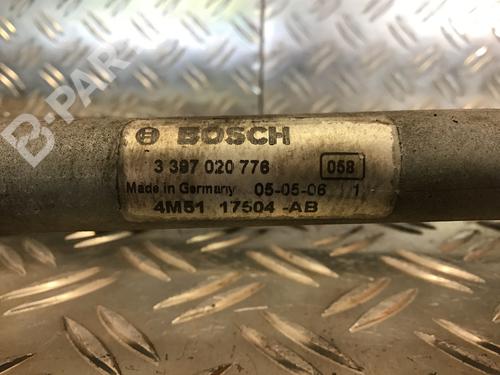 B-PAR
BOSCH
3 397 020 776 058
Made in Germany 05-05-06 1
4M51 17504-AB